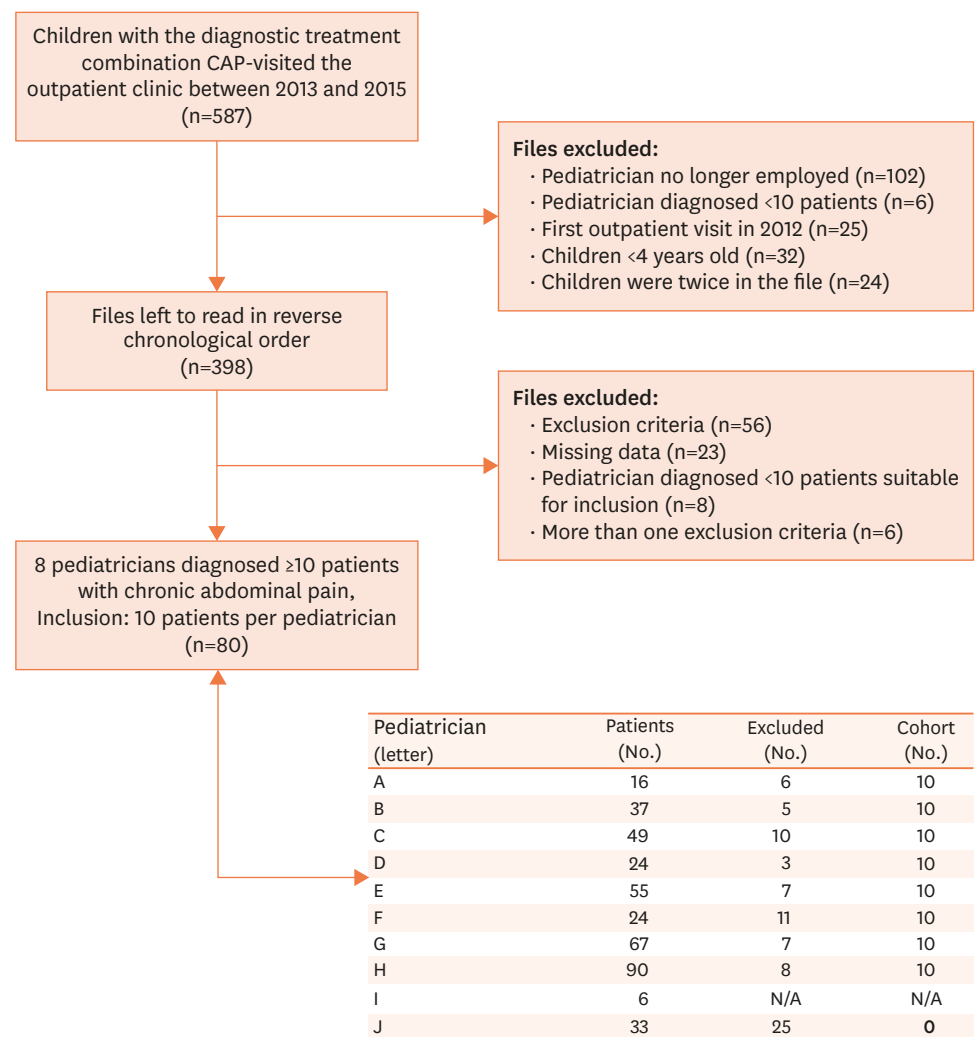 Children with the diagnostic treatment
combination CAP-visited the
outpatient clinic between 2013 and 2015
(n=587)
Files excluded:
· Pediatrician no longer employed (n=102)
· Pediatrician diagnosed <10 patients (n=6)
· First outpatient visit in 2012 (n=25)
· Children <4 years old (n=32)
· Children were twice in the file (n=24)
Files left to read in reverse
chronological order
(n=398)
Files excluded:
· Exclusion criteria (n=56)
· Missing data (n=23)
· Pediatrician diagnosed <10 patients suitable
for inclusion (n=8)
· More than one exclusion criteria (n=6)
8 pediatricians diagnosed ≥10 patients
with chronic abdominal pain,
Inclusion: 10 patients per pediatrician
(n=80)
Pediatrician Patients Excluded Cohort
(letter) (No.) (No.) (No.)
A 16 6 10
B 37 5 10
C 49 10 10
D 24 3 10
E 55 7 10
F 24 11 10
G 67 7 10
H 90 8 10
I 6 N/A N/A
J 33 25 0